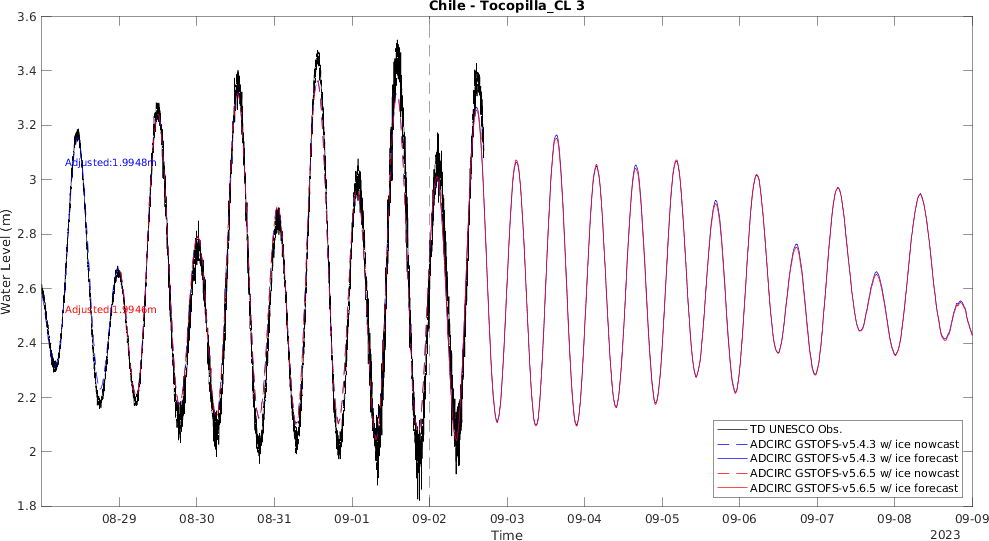 Chile - Tocopilla_CL 3
3.6
3.4
3.2
3
2.8
2.6
2.4
2.2
2
1.8
Water Level (m)
Adjusted:1.9948m
Adjusted:1.9946m
TD UNESCO Obs.
ADCIRC GSTOFS-v5.4.3 w/ ice nowcast
ADCIRC GSTOFS-v5.4.3 w/ ice forecast
ADCIRC GSTOFS-v5.6.5 w/ ice nowcast
ADCIRC GSTOFS-v5.6.5 w/ ice forecast
08-29 08-30 08-31 09-01 09-02 09-03 09-04 09-05 09-06 09-07 09-08 09-09
Time
2023